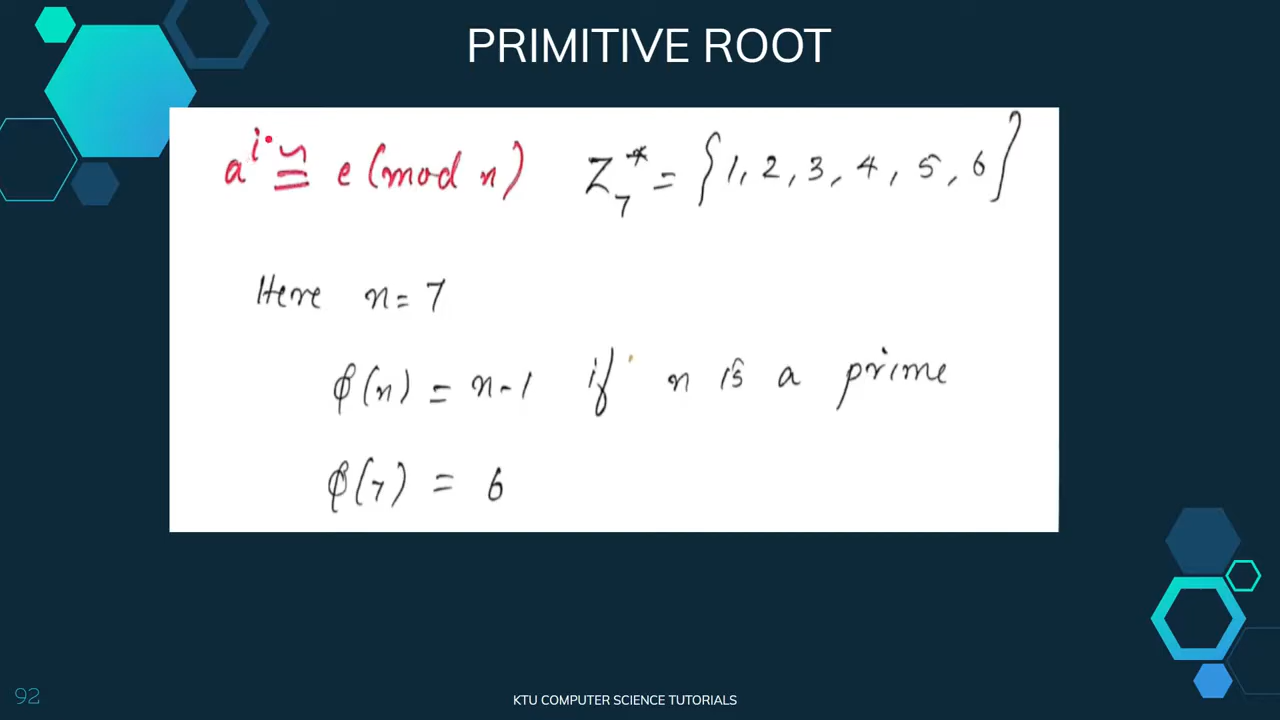 PRIMITIVE ROOT
a^i ≅ e (mod n) Z₇* = {1, 2, 3, 4, 5, 6}
Here n = 7
ϕ(n) = n-1 if n is a prime
ϕ(7) = 6
92
KTU COMPUTER SCIENCE TUTORIALS